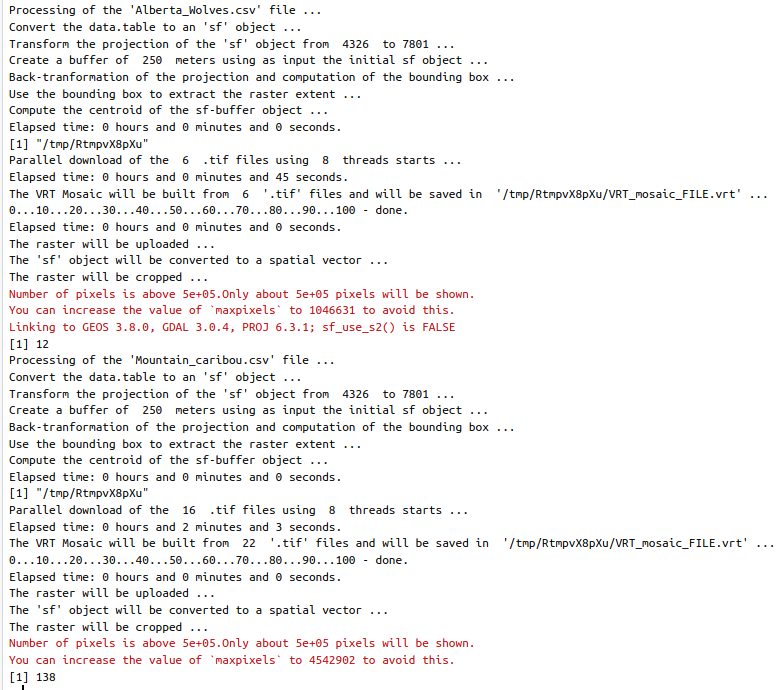 Processing of the 'Alberta_Wolves.csv' file ...
Convert the data.table to an 'sf' object ...
Transform the projection of the 'sf' object from  4326  to 7801 ...
Create a buffer of  250  meters using as input the initial sf object ...
Back-tranformation of the projection and computation of the bounding box ...
Use the bounding box to extract the raster extent ...
Compute the centroid of the sf-buffer object ...
Elapsed time: 0 hours and 0 minutes and 0 seconds.
[1] "/tmp/RtmpvX8pXu"
Parallel download of the  6  .tif files using  8  threads starts ...
Elapsed time: 0 hours and 0 minutes and 45 seconds.
The VRT Mosaic will be built from  6  '.tif' files and will be saved in  '/tmp/RtmpvX8pXu/VRT_mosaic_FILE.vrt' ...
0...10...20...30...40...50...60...70...80...90...100 - done.
Elapsed time: 0 hours and 0 minutes and 0 seconds.
The raster will be uploaded ...
The 'sf' object will be converted to a spatial vector ...
The raster will be cropped ...
Number of pixels is above 5e+05.Only about 5e+05 pixels will be shown.
You can increase the value of `maxpixels` to 1046631 to avoid this.
Linking to GEOS 3.8.0, GDAL 3.0.4, PROJ 6.3.1; sf_use_s2() is FALSE
[1] 12
Processing of the 'Mountain_caribou.csv' file ...
Convert the data.table to an 'sf' object ...
Transform the projection of the 'sf' object from  4326  to 7801 ...
Create a buffer of  250  meters using as input the initial sf object ...
Back-tranformation of the projection and computation of the bounding box ...
Use the bounding box to extract the raster extent ...
Compute the centroid of the sf-buffer object ...
Elapsed time: 0 hours and 0 minutes and 0 seconds.
[1] "/tmp/RtmpvX8pXu"
Parallel download of the  16  .tif files using  8  threads starts ...
Elapsed time: 0 hours and 2 minutes and 3 seconds.
The VRT Mosaic will be built from  22  '.tif' files and will be saved in  '/tmp/RtmpvX8pXu/VRT_mosaic_FILE.vrt' ...
0...10...20...30...40...50...60...70...80...90...100 - done.
Elapsed time: 0 hours and 0 minutes and 0 seconds.
The raster will be uploaded ...
The 'sf' object will be converted to a spatial vector ...
The raster will be cropped ...
Number of pixels is above 5e+05.Only about 5e+05 pixels will be shown.
You can increase the value of `maxpixels` to 4542902 to avoid this.
[1] 138